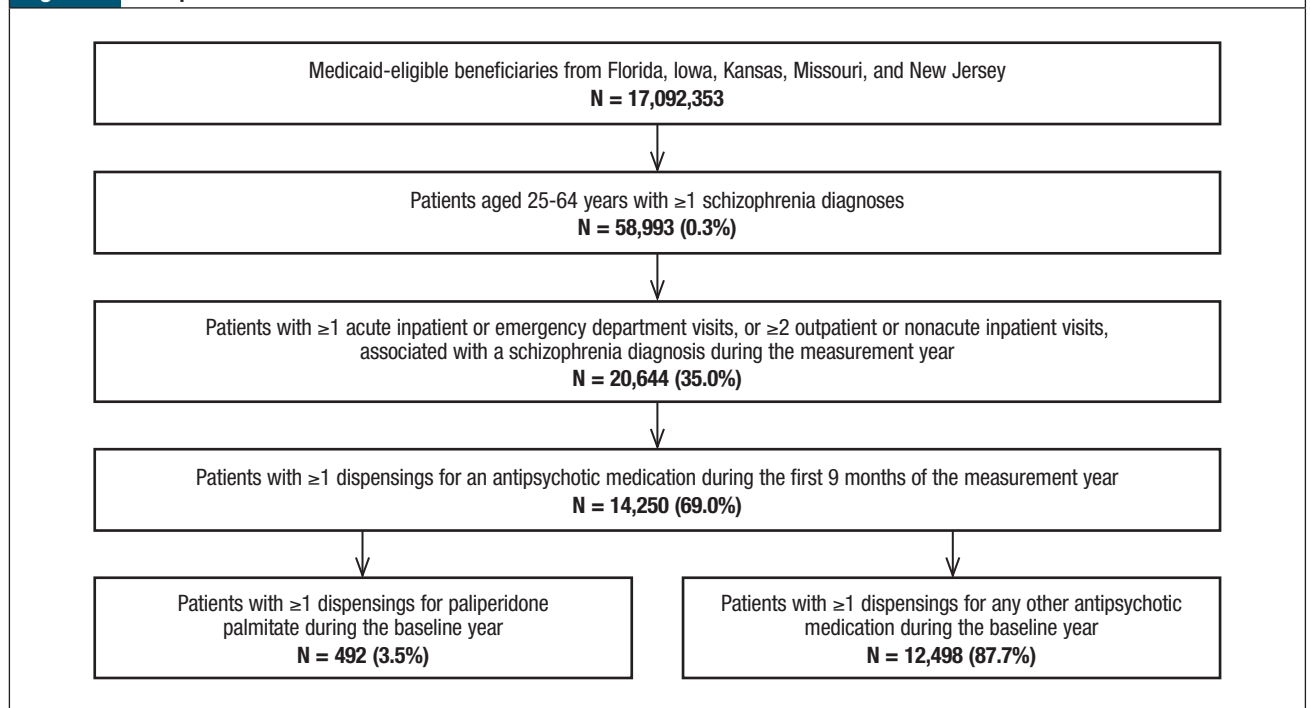 Medicaid-eligible beneficiaries from Florida, Iowa, Kansas, Missouri, and New Jersey
N = 17,092,353
Patients aged 25-64 years with ≥1 schizophrenia diagnoses
N = 58,993 (0.3%)
Patients with ≥1 acute inpatient or emergency department visits, or ≥2 outpatient or nonacute inpatient visits,
associated with a schizophrenia diagnosis during the measurement year
N = 20,644 (35.0%)
Patients with ≥1 dispensings for an antipsychotic medication during the first 9 months of the measurement year
N = 14,250 (69.0%)
Patients with ≥1 dispensings for paliperidone
palmitate during the baseline year
N = 492 (3.5%)
Patients with ≥1 dispensings for any other antipsychotic
medication during the baseline year
N = 12,498 (87.7%)